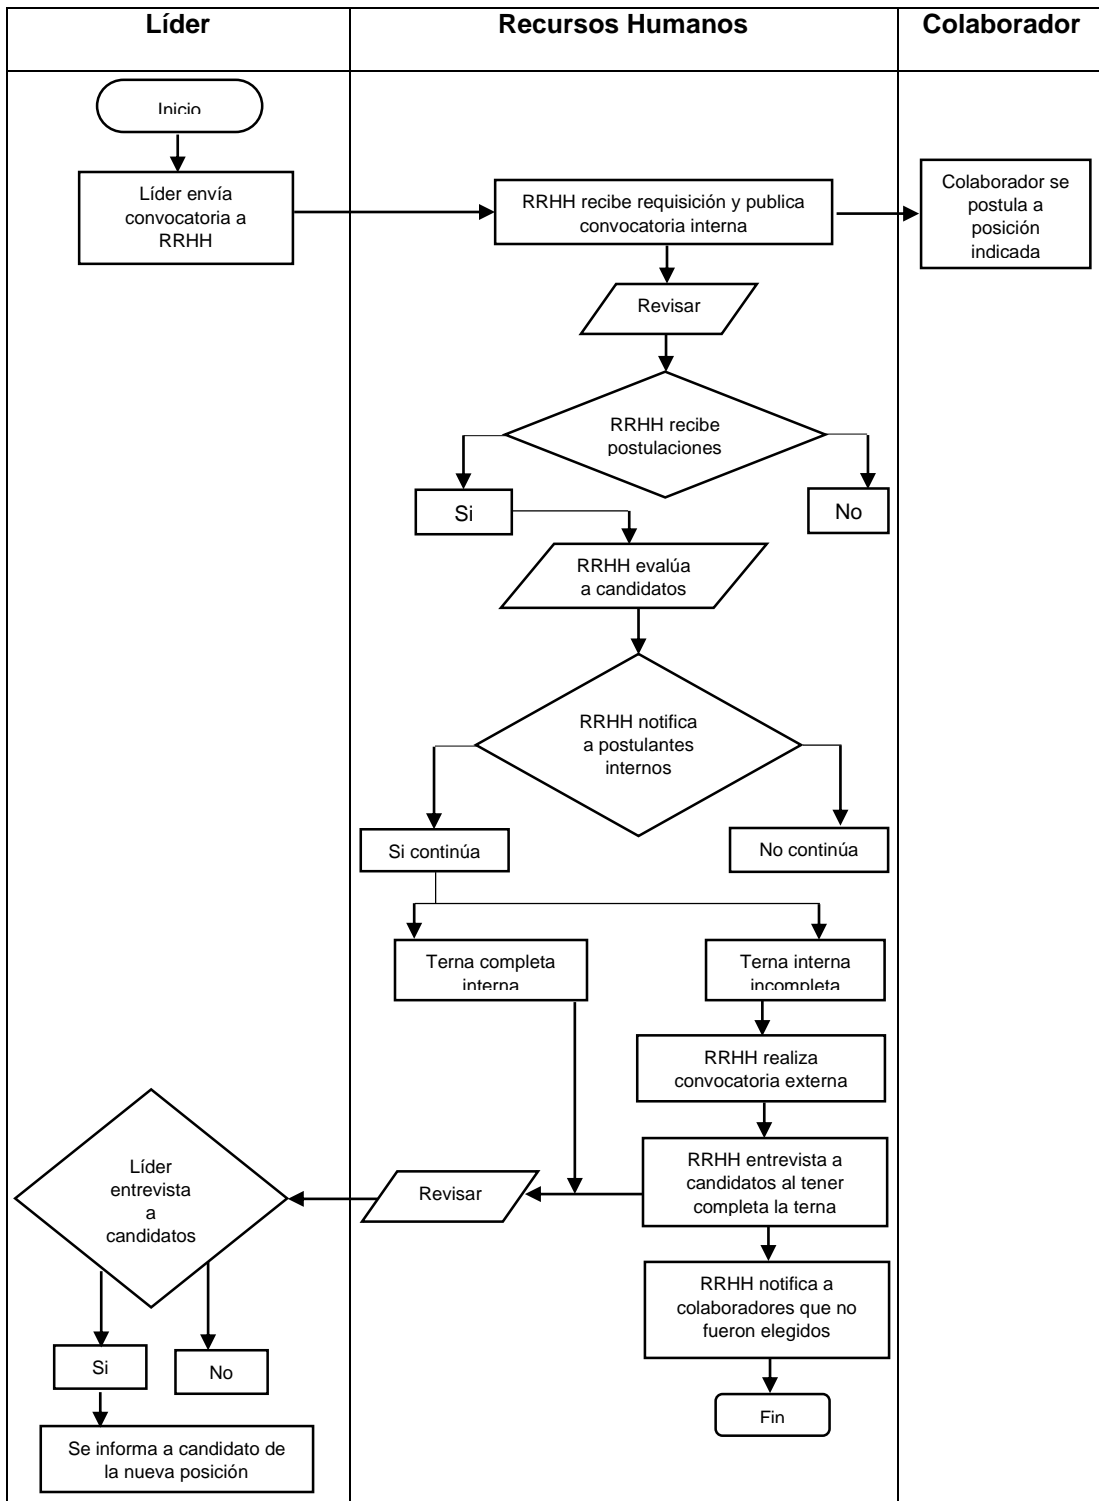 Líder
Recursos Humanos
Colaborador
Inicio
Líder envía
convocatoria a
RRHH
RRHH recibe requisición y publica
convocatoria interna
Colaborador se
postula a
posición
indicada
Revisar
RRHH recibe
postulaciones
Si
No
RRHH evalúa
a candidatos
RRHH notifica
a postulantes
internos
Si continúa
No continúa
Terna completa
interna
Terna interna
incompleta
RRHH realiza
convocatoria externa
RRHH entrevista a
candidatos al tener
completa la terna
Revisar
Líder
entrevista
a
candidatos
RRHH notifica a
colaboradores que no
fueron elegidos
Si
No
Fin
Se informa a candidato de
la nueva posición